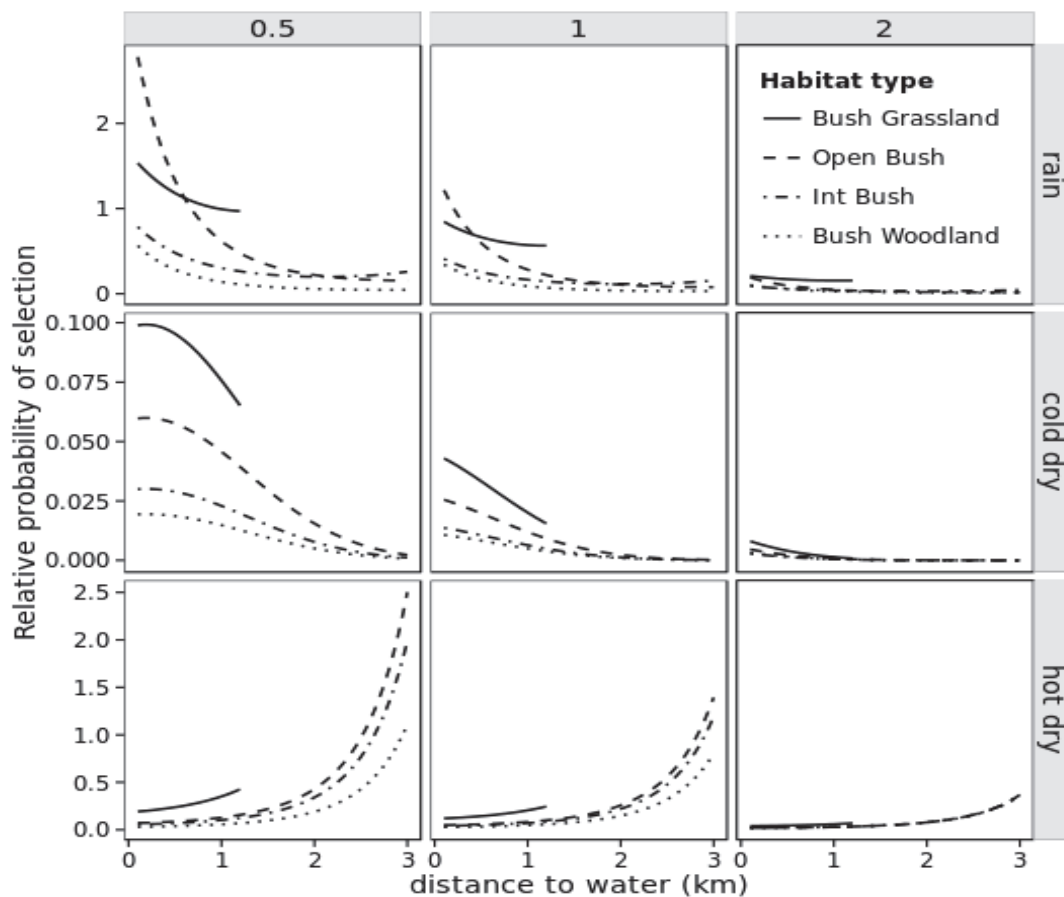 0.5 1 2
Habitat type
Bush Grassland
Open Bush
Int Bush
Bush Woodland
rain
2
1
0
cold dry
0.100
0.075
0.050
0.025
0.000
hot dry
2.5
2.0
1.5
1.0
0.5
0.0
0 1 2 3 0 1 2 3 0 1 2 3
distance to water (km)
Relative probability of selection